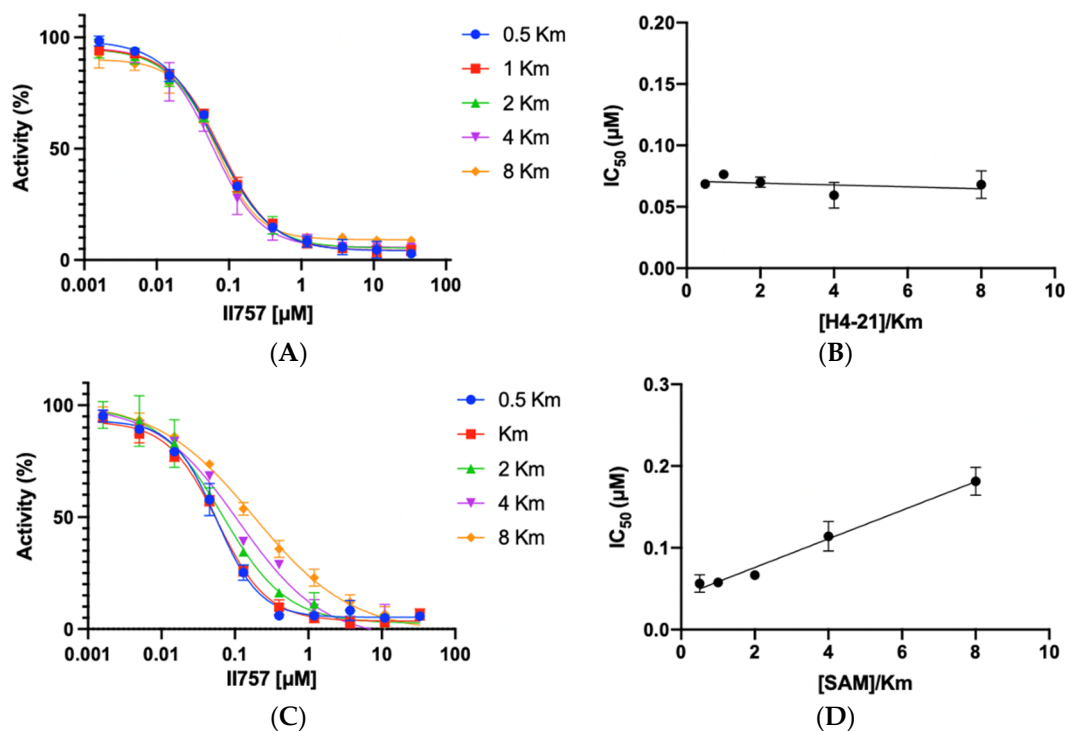 100
50
0
Activity (%)
0.001 0.01 0.1 1 10 100
II757 [µM]
0.5 Km
1 Km
2 Km
4 Km
8 Km
(A)
0.20
0.15
0.10
0.05
0.00
IC50 (µM)
0 2 4 6 8 10
[H4-21]/Km
(B)
100
50
0
Activity (%)
0.001 0.01 0.1 1 10 100
II757 [µM]
0.5 Km
Km
2 Km
4 Km
8 Km
(C)
0.3
0.2
0.1
0.0
IC50 (µM)
0 2 4 6 8 10
[SAM]/Km
(D)